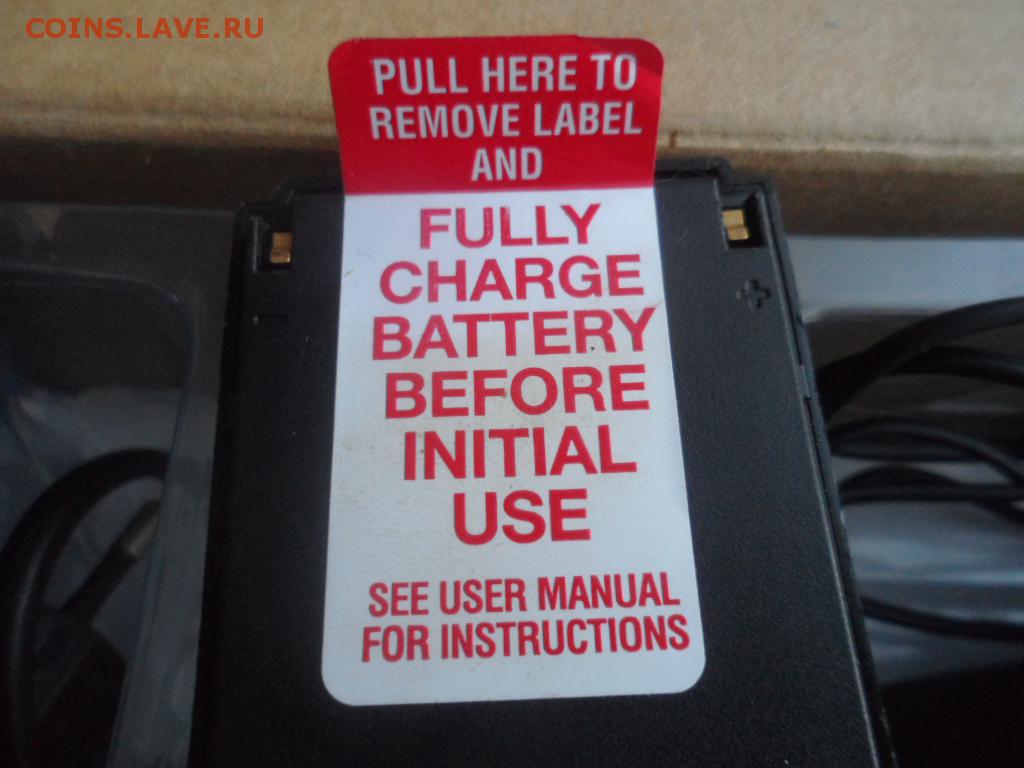 COINS.LAVE.RU
PULL HERE TO
REMOVE LABEL
AND
FULLY
CHARGE
BATTERY
BEFORE
INITIAL
USE
SEE USER MANUAL
FOR INSTRUCTIONS